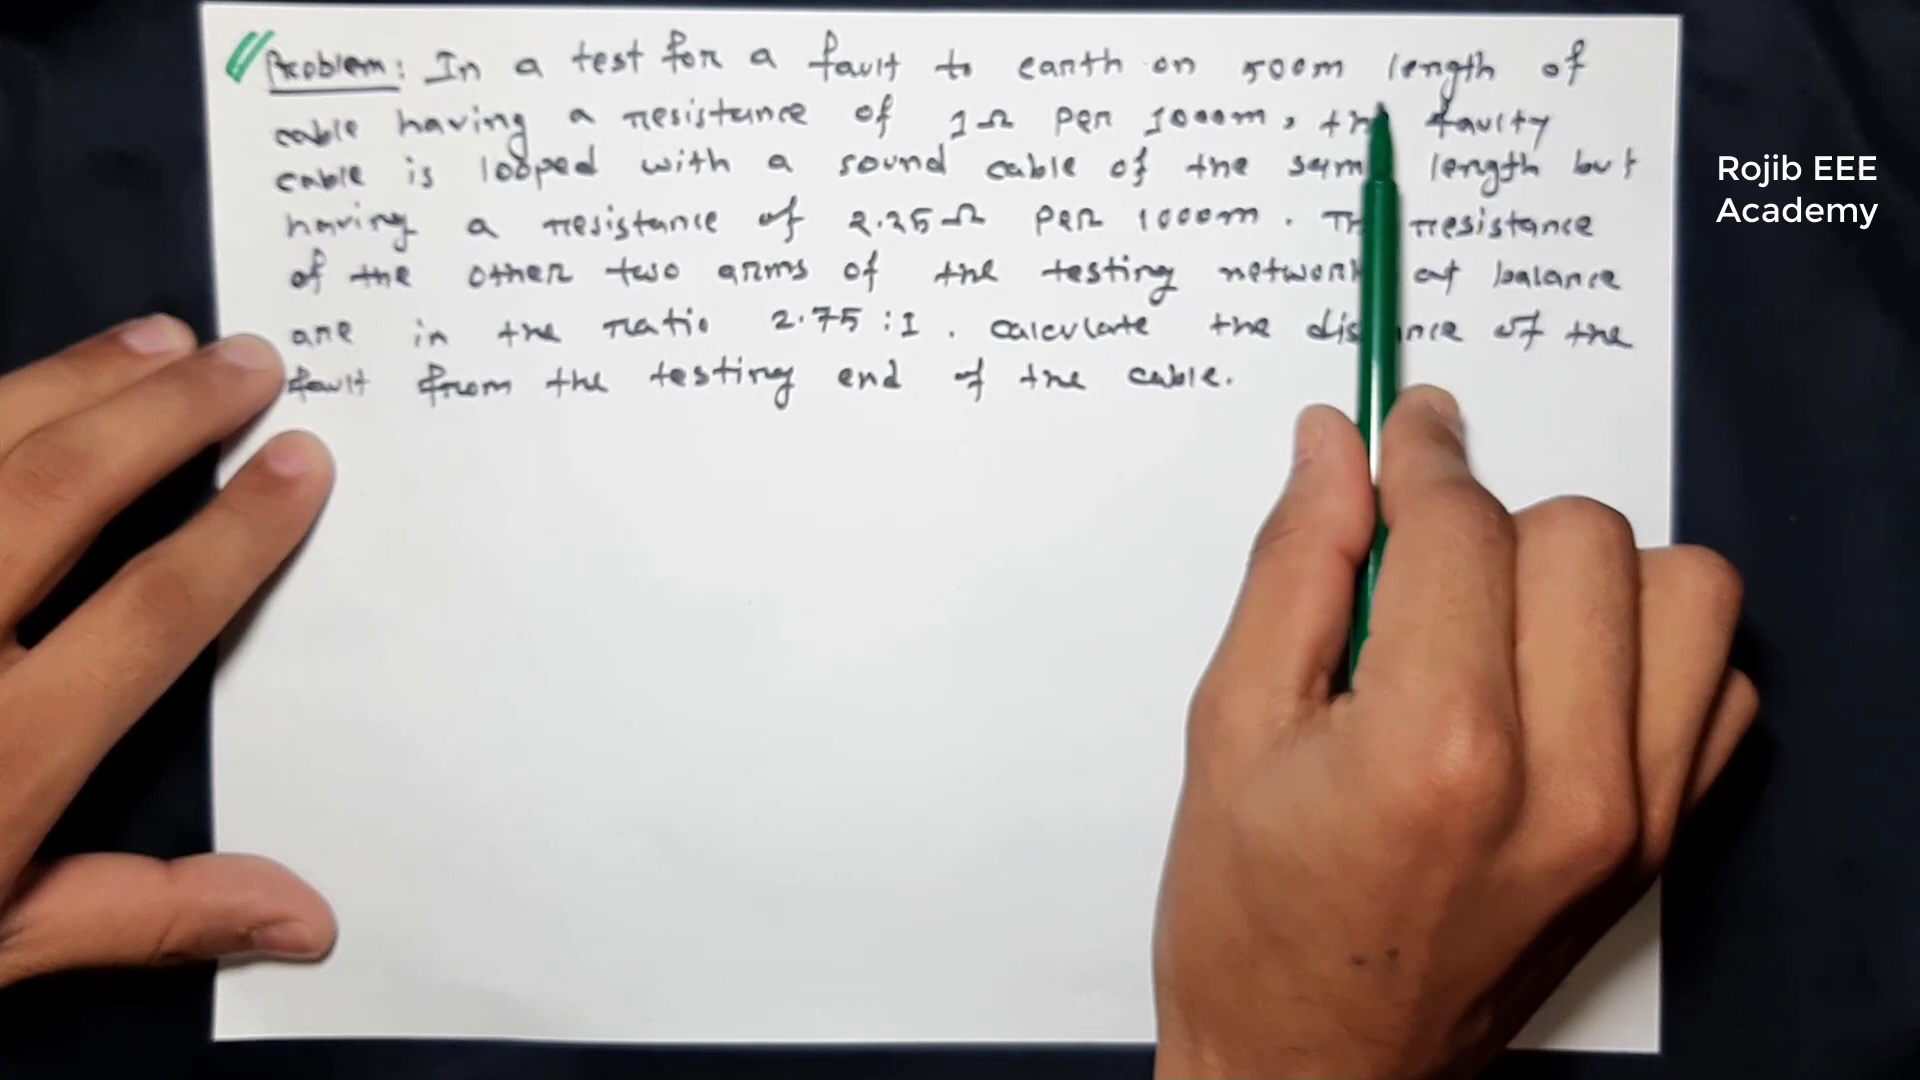 Problem: In a test for a fault to earth on 500m length of
cable having a resistance of 1Ω per 1000m, the faulty
cable is looped with a sound cable of the same length but
having a resistance of 2.25Ω per 1000m. The resistance
of the other two arms of the testing network at balance
are in the ratio 2.75:1. calculate the distance of the
fault from the testing end of the cable.
Rojib EEE
Academy